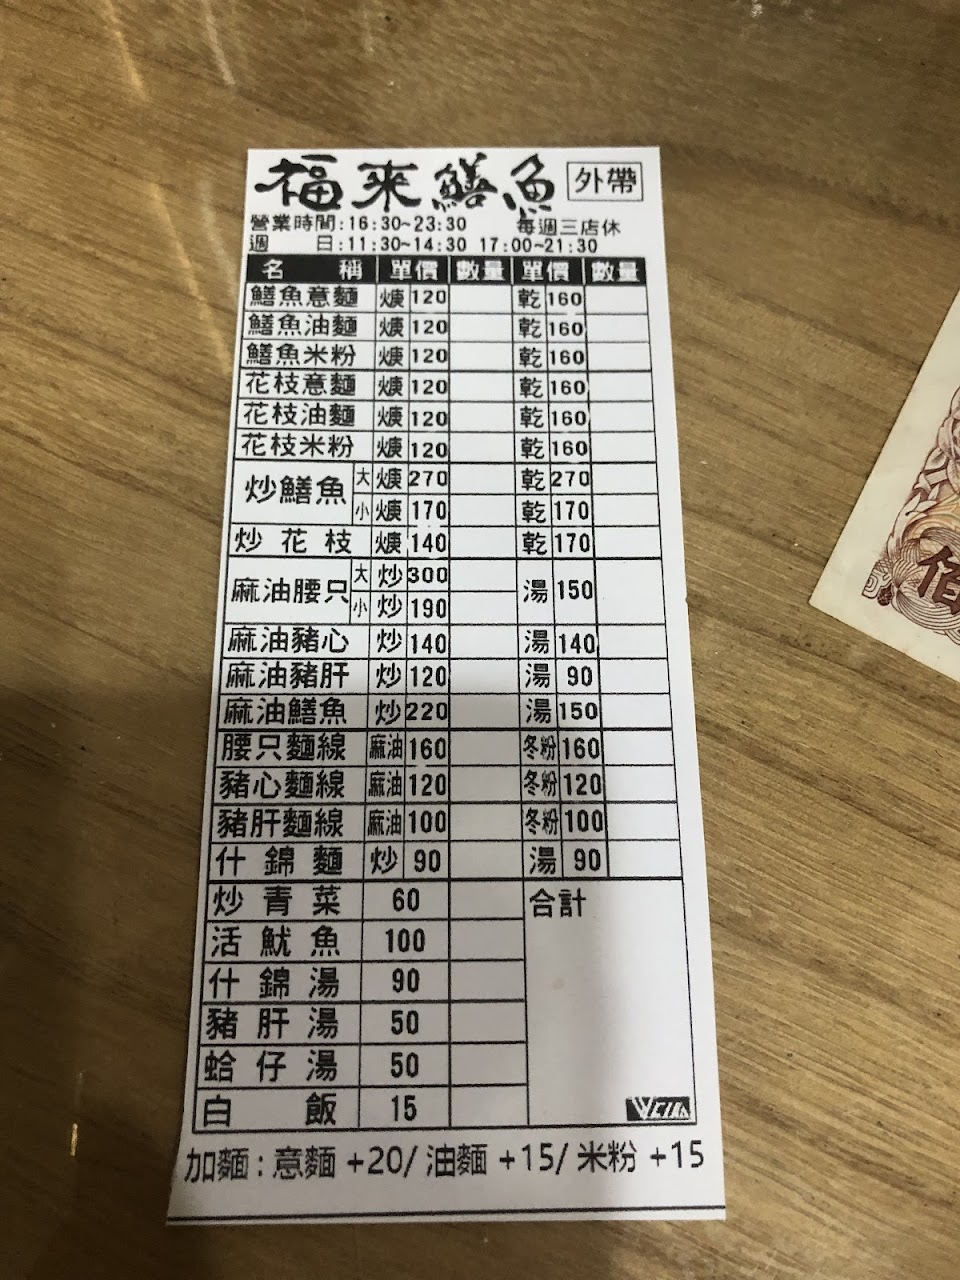 福來鱔魚 外帶
營業時間:16:30~23:30 每週三店休
週 日:11:30~14:30 17:00~21:30
名 稱 單價 數量 單價 數量
鱔魚意麵 焿 120 乾 160
鱔魚油麵 焿 120 乾 160
鱔魚米粉 焿 120 乾 160
花枝意麵 焿 120 乾 160
花枝油麵 焿 120 乾 160
花枝米粉 焿 120 乾 160
炒鱔魚 大 焿 270 乾 270
小 焿 170 乾 170
炒花枝 焿 140 乾 170
麻油腰只 大 炒 300 湯 150
小 炒 190
麻油豬心 炒 140 湯 140
麻油豬肝 炒 120 湯 90
麻油鱔魚 炒 220 湯 150
腰只麵線 麻油 160 冬粉 160
豬心麵線 麻油 120 冬粉 120
豬肝麵線 麻油 100 冬粉 100
什錦麵 炒 90 湯 90
炒青菜 60 合計
活魷魚 100
什錦湯 90
豬肝湯 50
蛤仔湯 50
白 飯 15
加麵:意麵 +20/ 油麵 +15/ 米粉 +15
佰